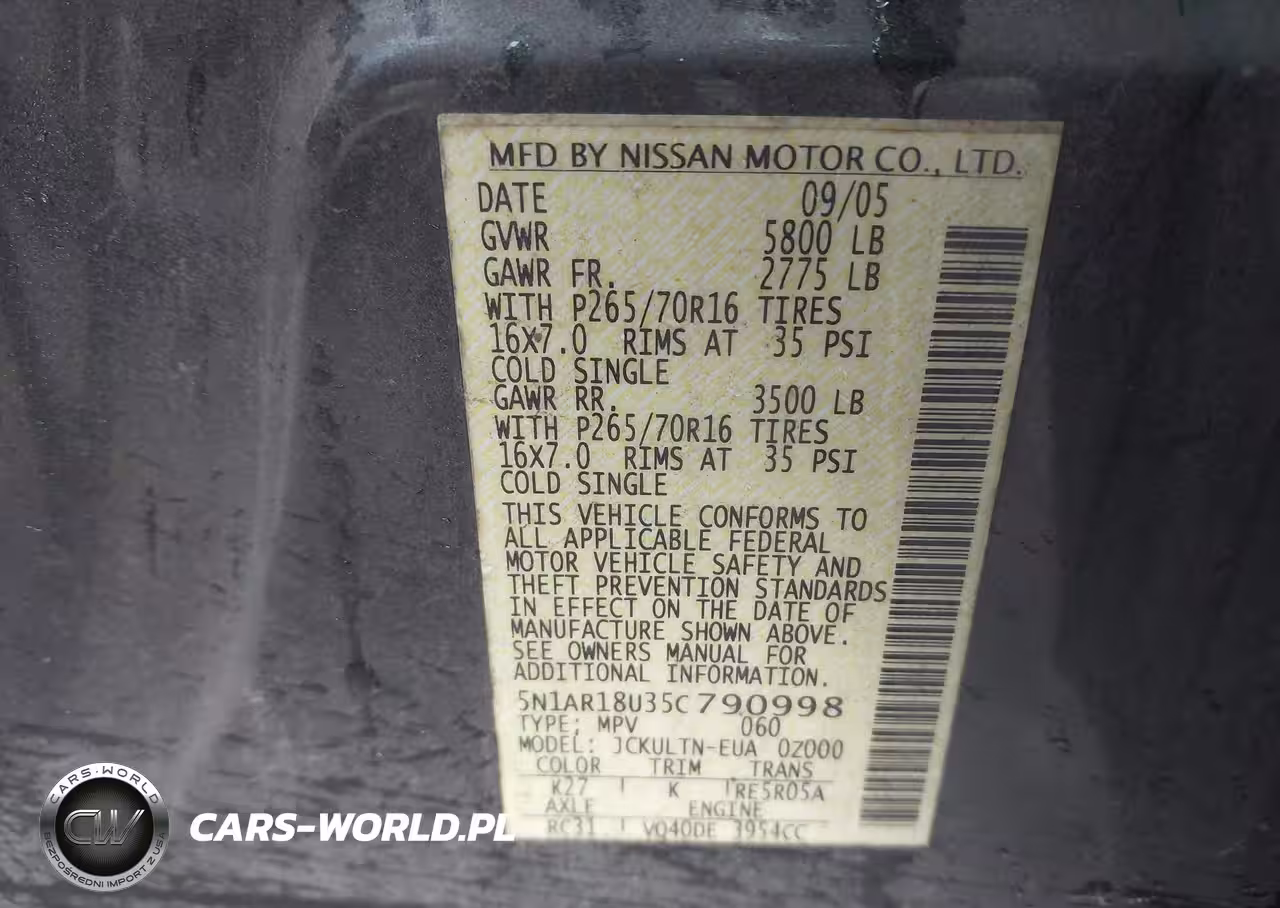 MFD BY NISSAN MOTOR CO., LTD.
DATE 09/05
GVWR 5800 LB
GAWR FR. 2775 LB
WITH P265/70R16 TIRES
16X7.0 RIMS AT 35 PSI
COLD SINGLE
GAWR RR. 3500 LB
WITH P265/70R16 TIRES
16X7.0 RIMS AT 35 PSI
COLD SINGLE
THIS VEHICLE CONFORMS TO
ALL APPLICABLE FEDERAL
MOTOR VEHICLE SAFETY AND
THEFT PREVENTION STANDARDS
IN EFFECT ON THE DATE OF
MANUFACTURE SHOWN ABOVE.
SEE OWNERS MANUAL FOR
ADDITIONAL INFORMATION.
5N1AR18U35C790998
TYPE: MPV 060
MODEL: JCKULTN-EUA 0Z000
COLOR TRIM TRANS
K27 K RE5R05A
AXLE ENGINE
RC31 VQ40DE 3954CC
CARS-WORLD
CW
BEZPOŚREDNI IMPORT Z USA
CARS-WORLD.PL